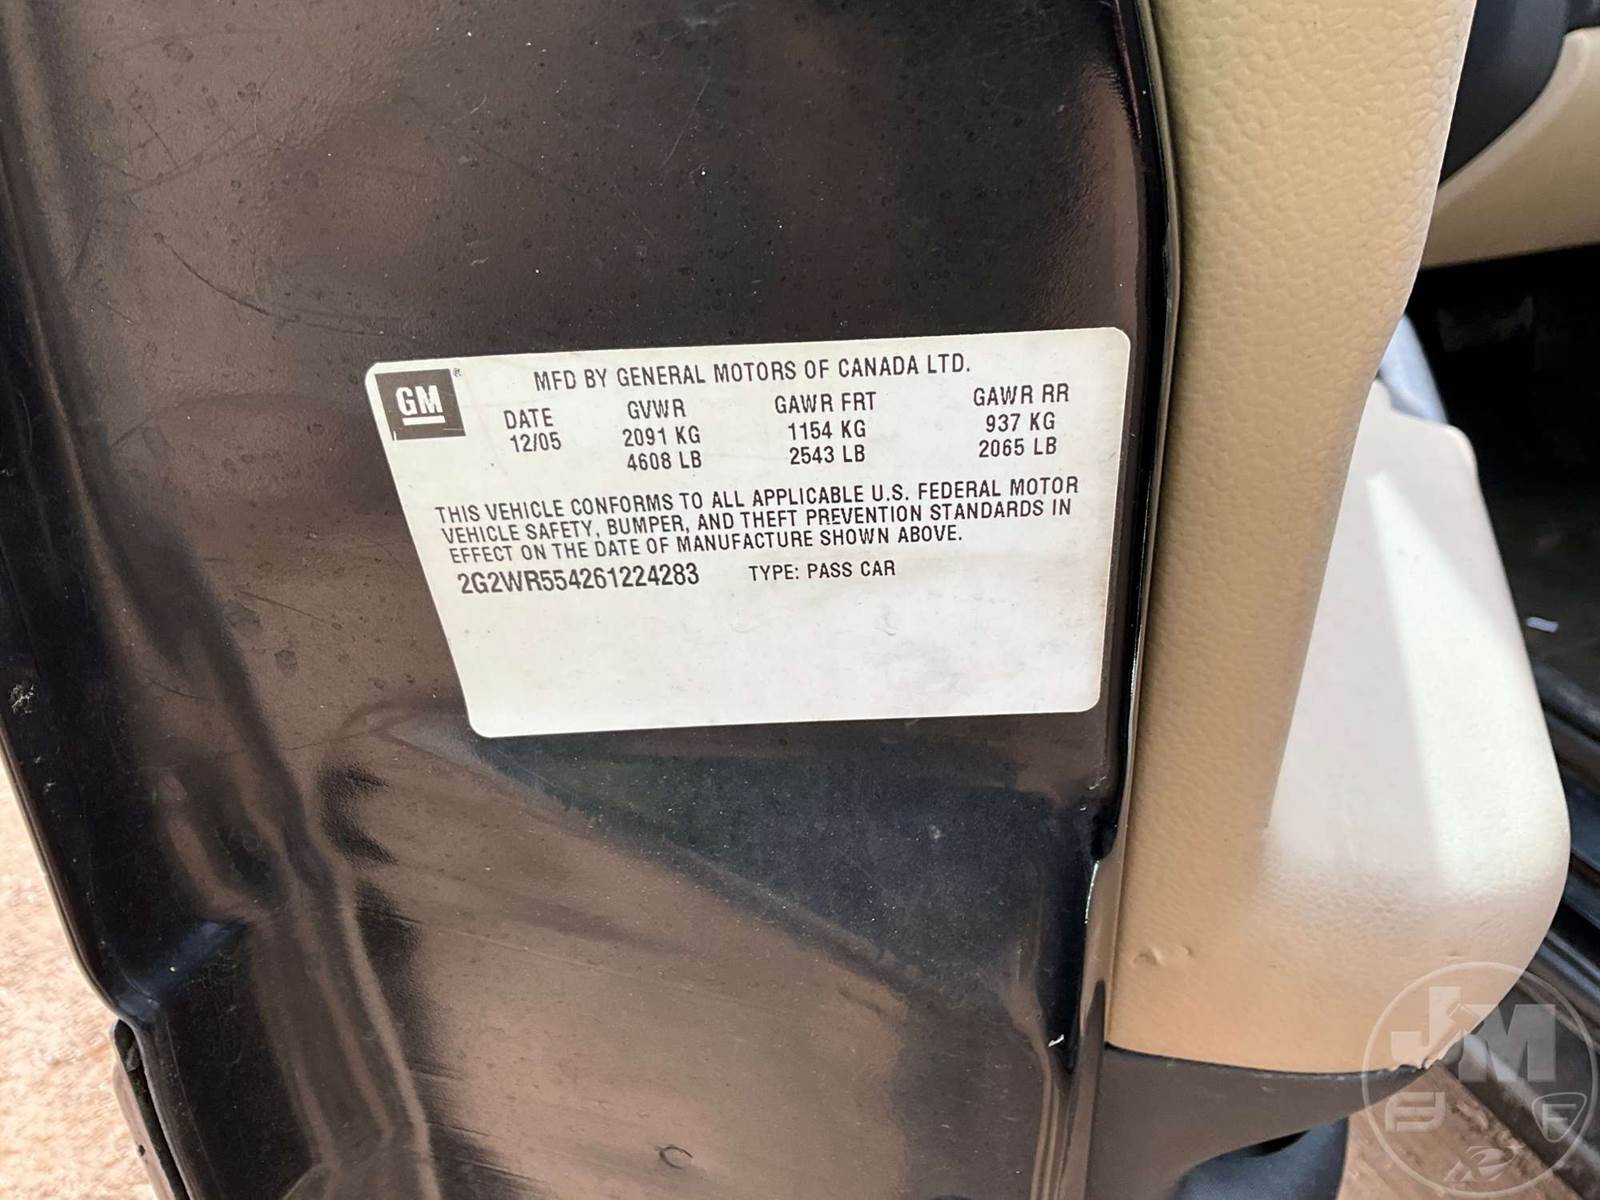 GM
MFD BY GENERAL MOTORS OF CANADA LTD.
DATE GVWR GAWR FRT GAWR RR
12/05 2091 KG 1154 KG 937 KG
4608 LB 2543 LB 2065 LB
THIS VEHICLE CONFORMS TO ALL APPLICABLE U.S. FEDERAL MOTOR
VEHICLE SAFETY, BUMPER, AND THEFT PREVENTION STANDARDS IN
EFFECT ON THE DATE OF MANUFACTURE SHOWN ABOVE.
2G2WR554261224283 TYPE: PASS CAR
JM